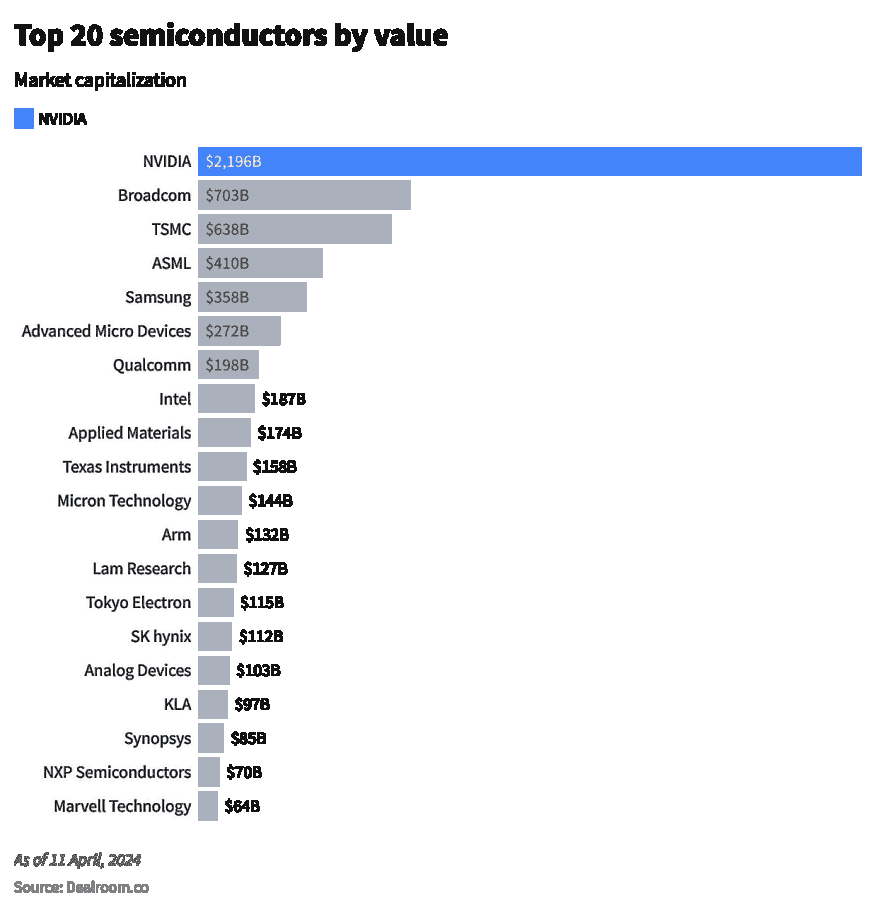 Top 20 semiconductors by value
Market capitalization
NVIDIA
NVIDIA $2,196B
Broadcom $703B
TSMC $638B
ASML $410B
Samsung $358B
Advanced Micro Devices $272B
Qualcomm $198B
Intel $187B
Applied Materials $174B
Texas Instruments $158B
Micron Technology $144B
Arm $132B
Lam Research $127B
Tokyo Electron $115B
SK hynix $112B
Analog Devices $103B
KLA $97B
Synopsys $85B
NXP Semiconductors $70B
Marvell Technology $64B
As of 11 April, 2024
Source: Dealroom.co